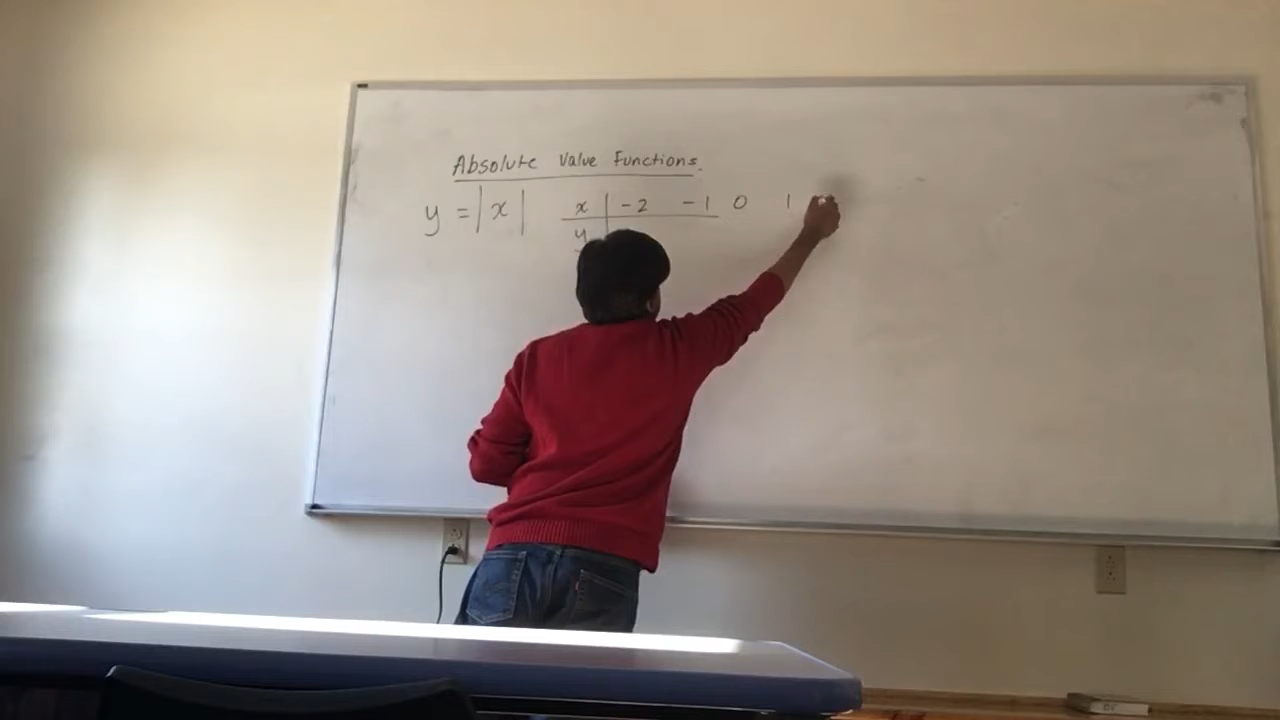 Absolute Value Functions.
y = |x| x | -2 -1 0 1
y